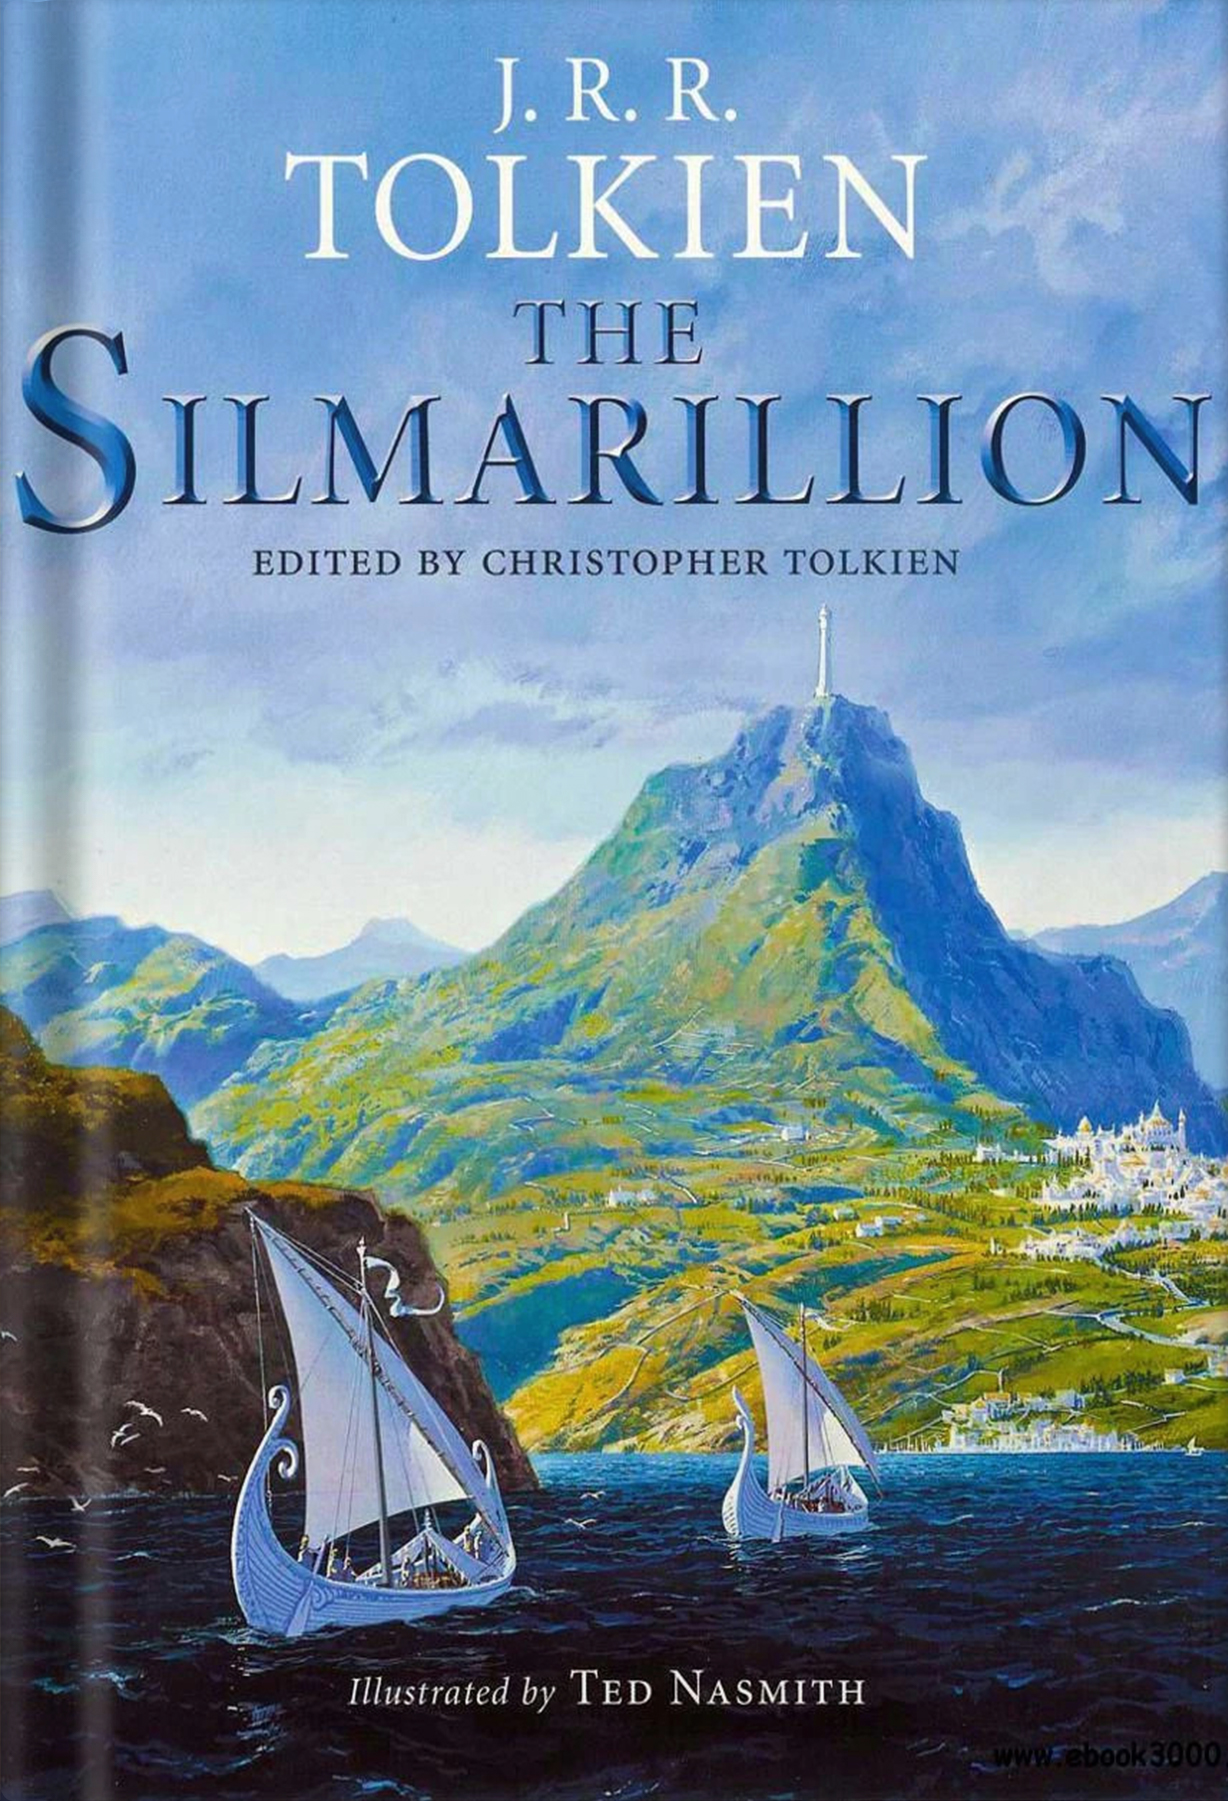 J. R. R.
TOLKIEN
THE
SILMARILLION
EDITED BY CHRISTOPHER TOLKIEN
Illustrated by TED NASMITH
www.ebook3000